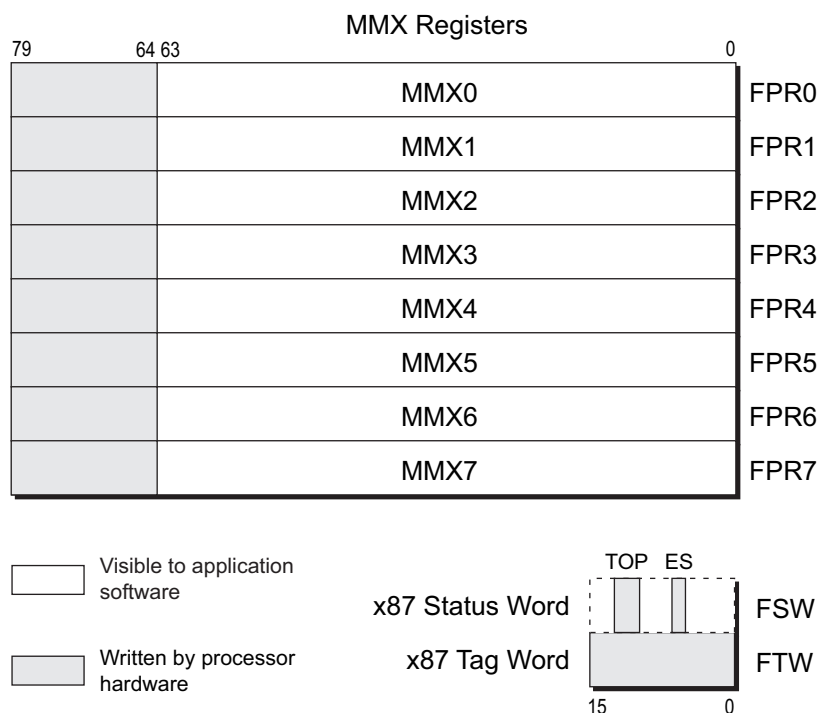 MMX Registers
79 64 63 0
MMX0 FPR0
MMX1 FPR1
MMX2 FPR2
MMX3 FPR3
MMX4 FPR4
MMX5 FPR5
MMX6 FPR6
MMX7 FPR7
Visible to application
software
Written by processor
hardware
TOP ES
x87 Status Word FSW
x87 Tag Word FTW
15 0